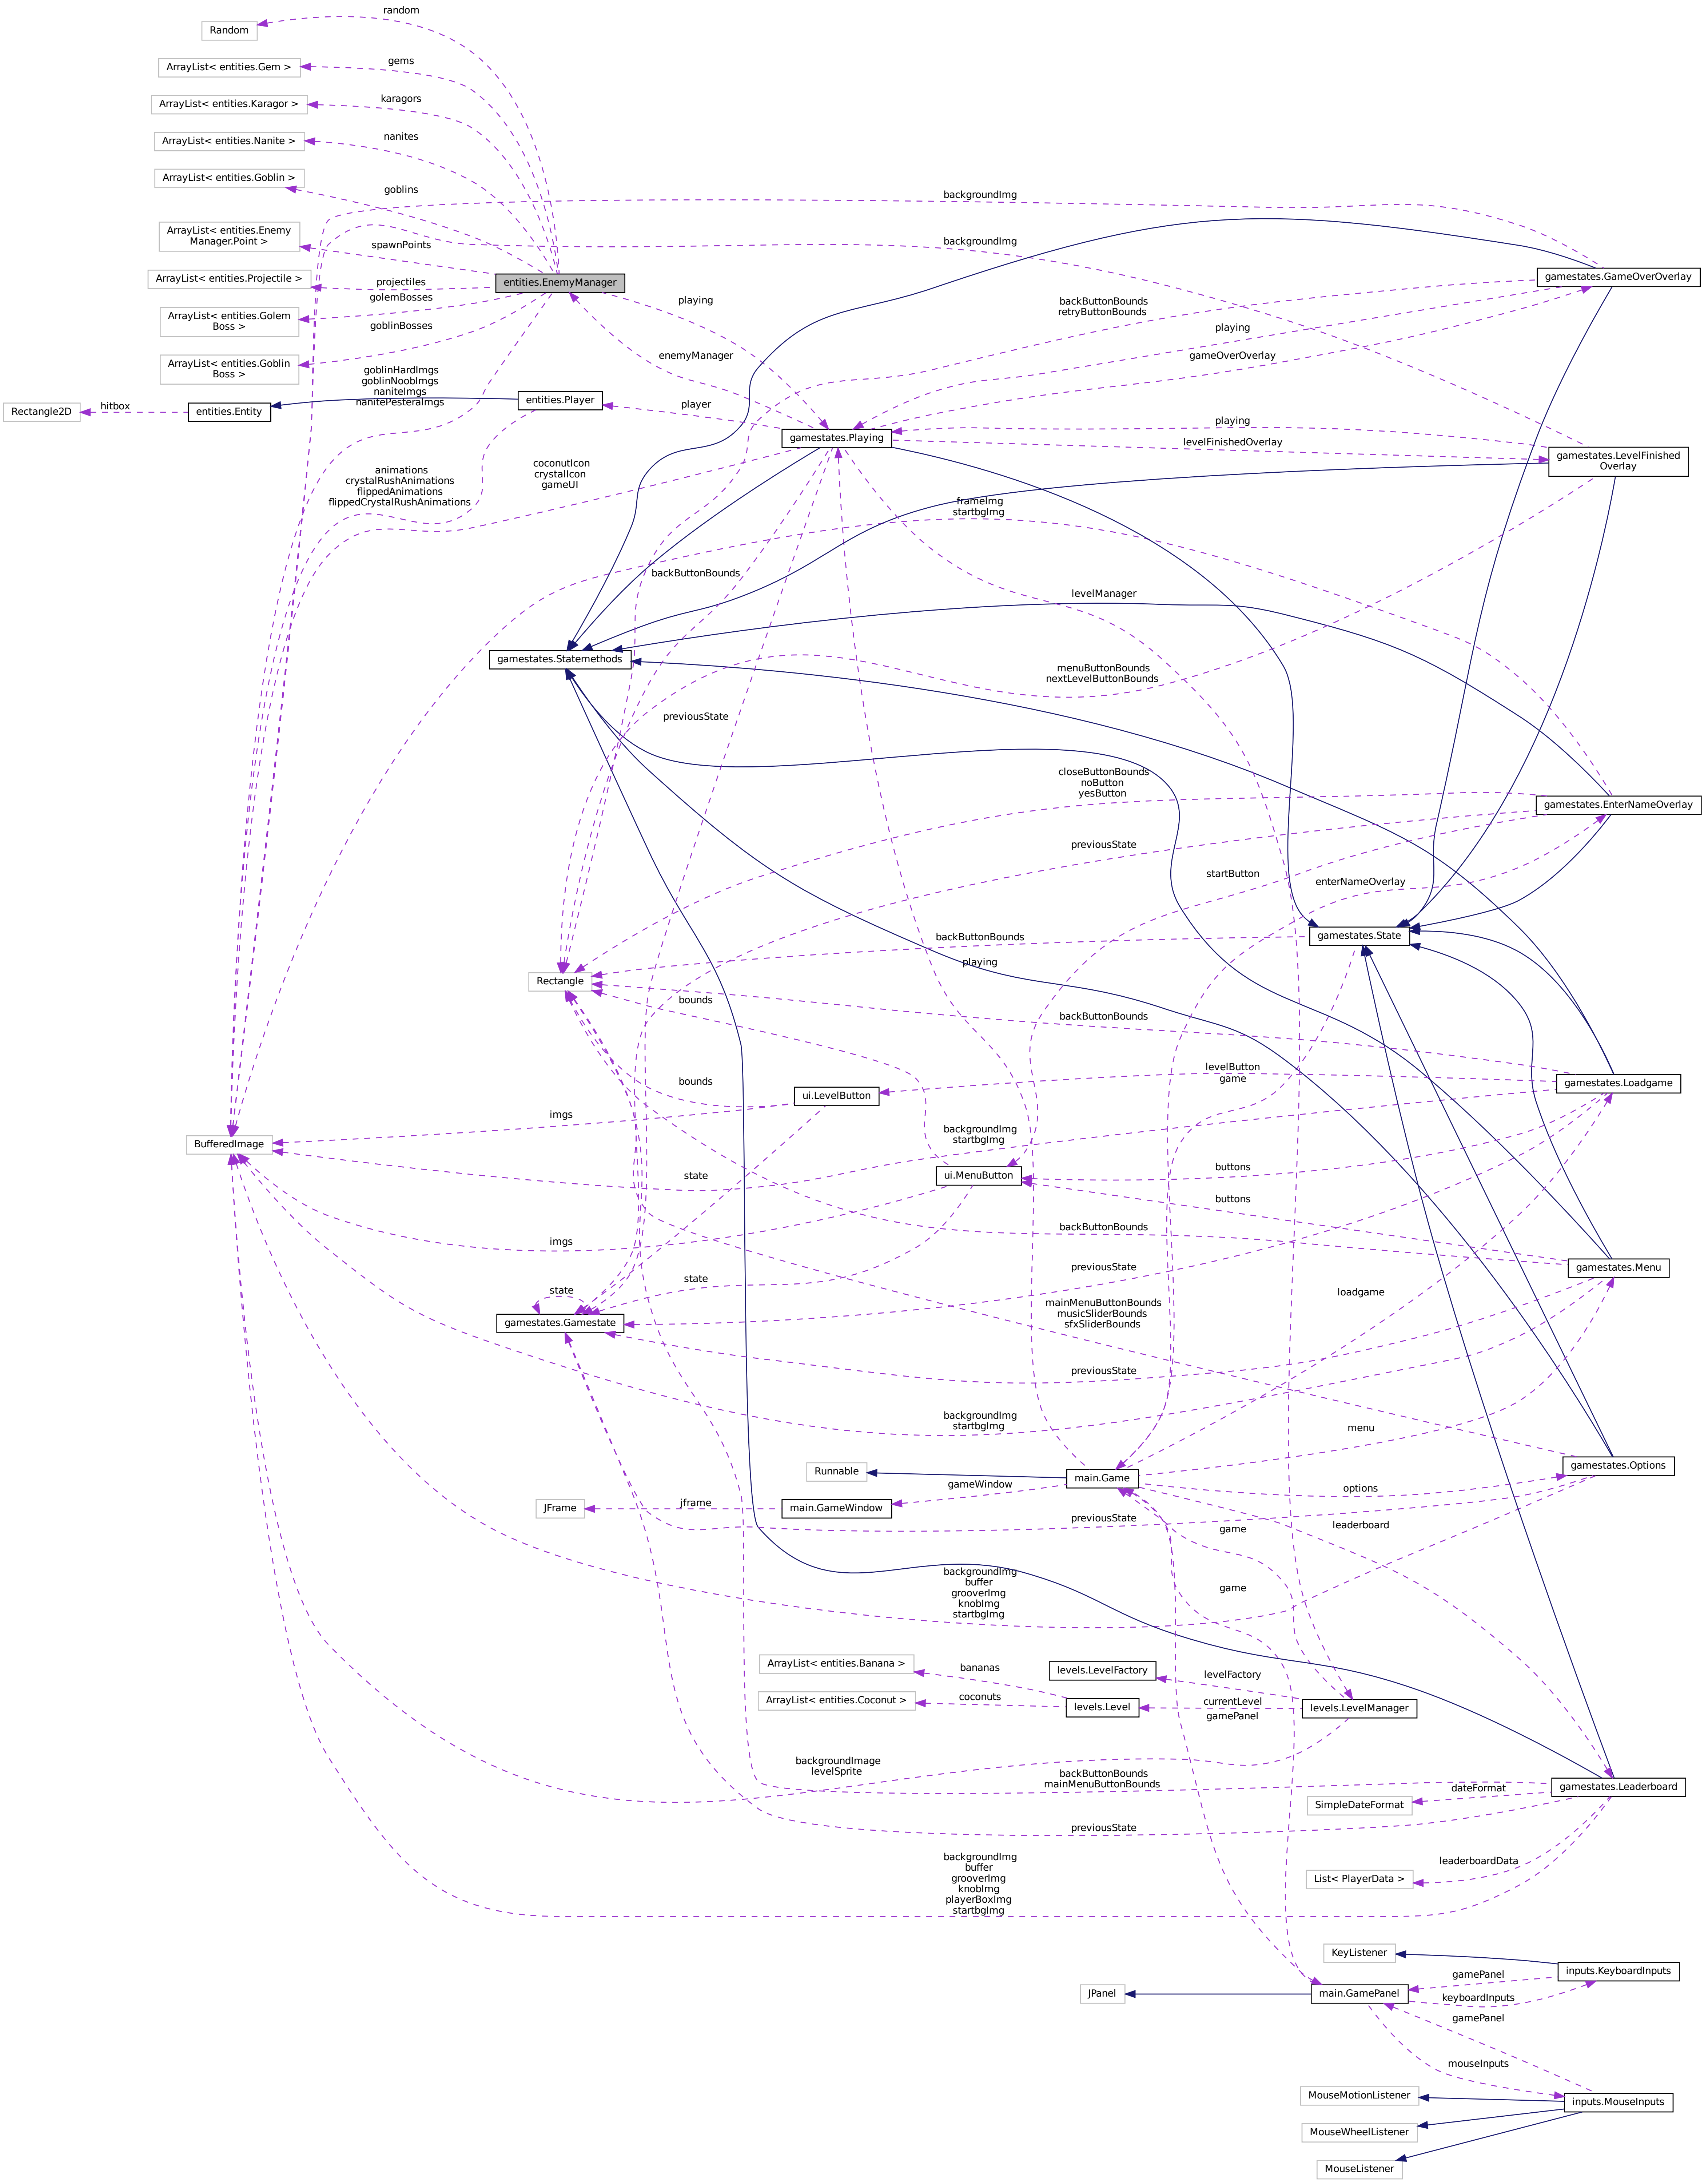 random
Random
gems
ArrayList< entities.Gem >
karagors
ArrayList< entities.Karagor >
nanites
ArrayList< entities.Nanite >
ArrayList< entities.Goblin >
goblins
backgroundImg
ArrayList< entities.Enemy
Manager.Point >
spawnPoints
backgroundImg
ArrayList< entities.Projectile >
projectiles
entities.EnemyManager
gamestates.GameOverOverlay
golemBosses
playing
backButtonBounds
retryButtonBounds
ArrayList< entities.Golem
Boss >
goblinBosses
playing
enemyManager
gameOverOverlay
ArrayList< entities.Goblin
Boss >
goblinHardImgs
goblinNoobImgs
naniteImgs
nanitePesteraImgs
Rectangle2D
hitbox
entities.Entity
entities.Player
player
playing
gamestates.Playing
levelFinishedOverlay
gamestates.LevelFinished
Overlay
animations
crystalRushAnimations
flippedAnimations
flippedCrystalRushAnimations
coconutIcon
crystalIcon
gameUI
frameImg
startbgImg
backButtonBounds
levelManager
gamestates.Statemethods
menuButtonBounds
nextLevelButtonBounds
previousState
closeButtonBounds
noButton
yesButton
gamestates.EnterNameOverlay
previousState
startButton
enterNameOverlay
gamestates.State
backButtonBounds
playing
Rectangle
bounds
backButtonBounds
levelButton
game
gamestates.Loadgame
bounds
ui.LevelButton
imgs
BufferedImage
backgroundImg
startbgImg
state
ui.MenuButton
buttons
buttons
backButtonBounds
imgs
gamestates.Menu
previousState
state
state
loadgame
gamestates.Gamestate
mainMenuButtonBounds
musicSliderBounds
sfxSliderBounds
previousState
backgroundImg
startbgImg
menu
Runnable
main.Game
gamestates.Options
gameWindow
options
JFrame
jframe
main.GameWindow
previousState
game
leaderboard
backgroundImg
buffer
grooverImg
knobImg
startbgImg
game
ArrayList< entities.Banana >
bananas
levels.LevelFactory
levelFactory
ArrayList< entities.Coconut >
coconuts
levels.Level
currentLevel
gamePanel
levels.LevelManager
backgroundImage
levelSprite
backButtonBounds
mainMenuButtonBounds
gamestates.Leaderboard
dateFormat
SimpleDateFormat
previousState
backgroundImg
buffer
grooverImg
knobImg
playerBoxImg
startbgImg
leaderboardData
List< PlayerData >
KeyListener
inputs.KeyboardInputs
gamePanel
JPanel
main.GamePanel
keyboardInputs
gamePanel
mouseInputs
MouseMotionListener
inputs.MouseInputs
MouseWheelListener
MouseListener